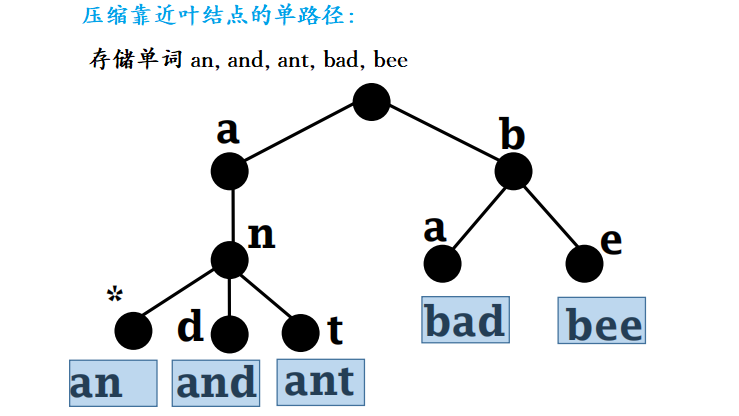 压缩靠近叶结点的单路径：
存储单词 an, and, ant, bad, bee
a
b
n
a
e
*
d
t
bad
bee
an
and
ant